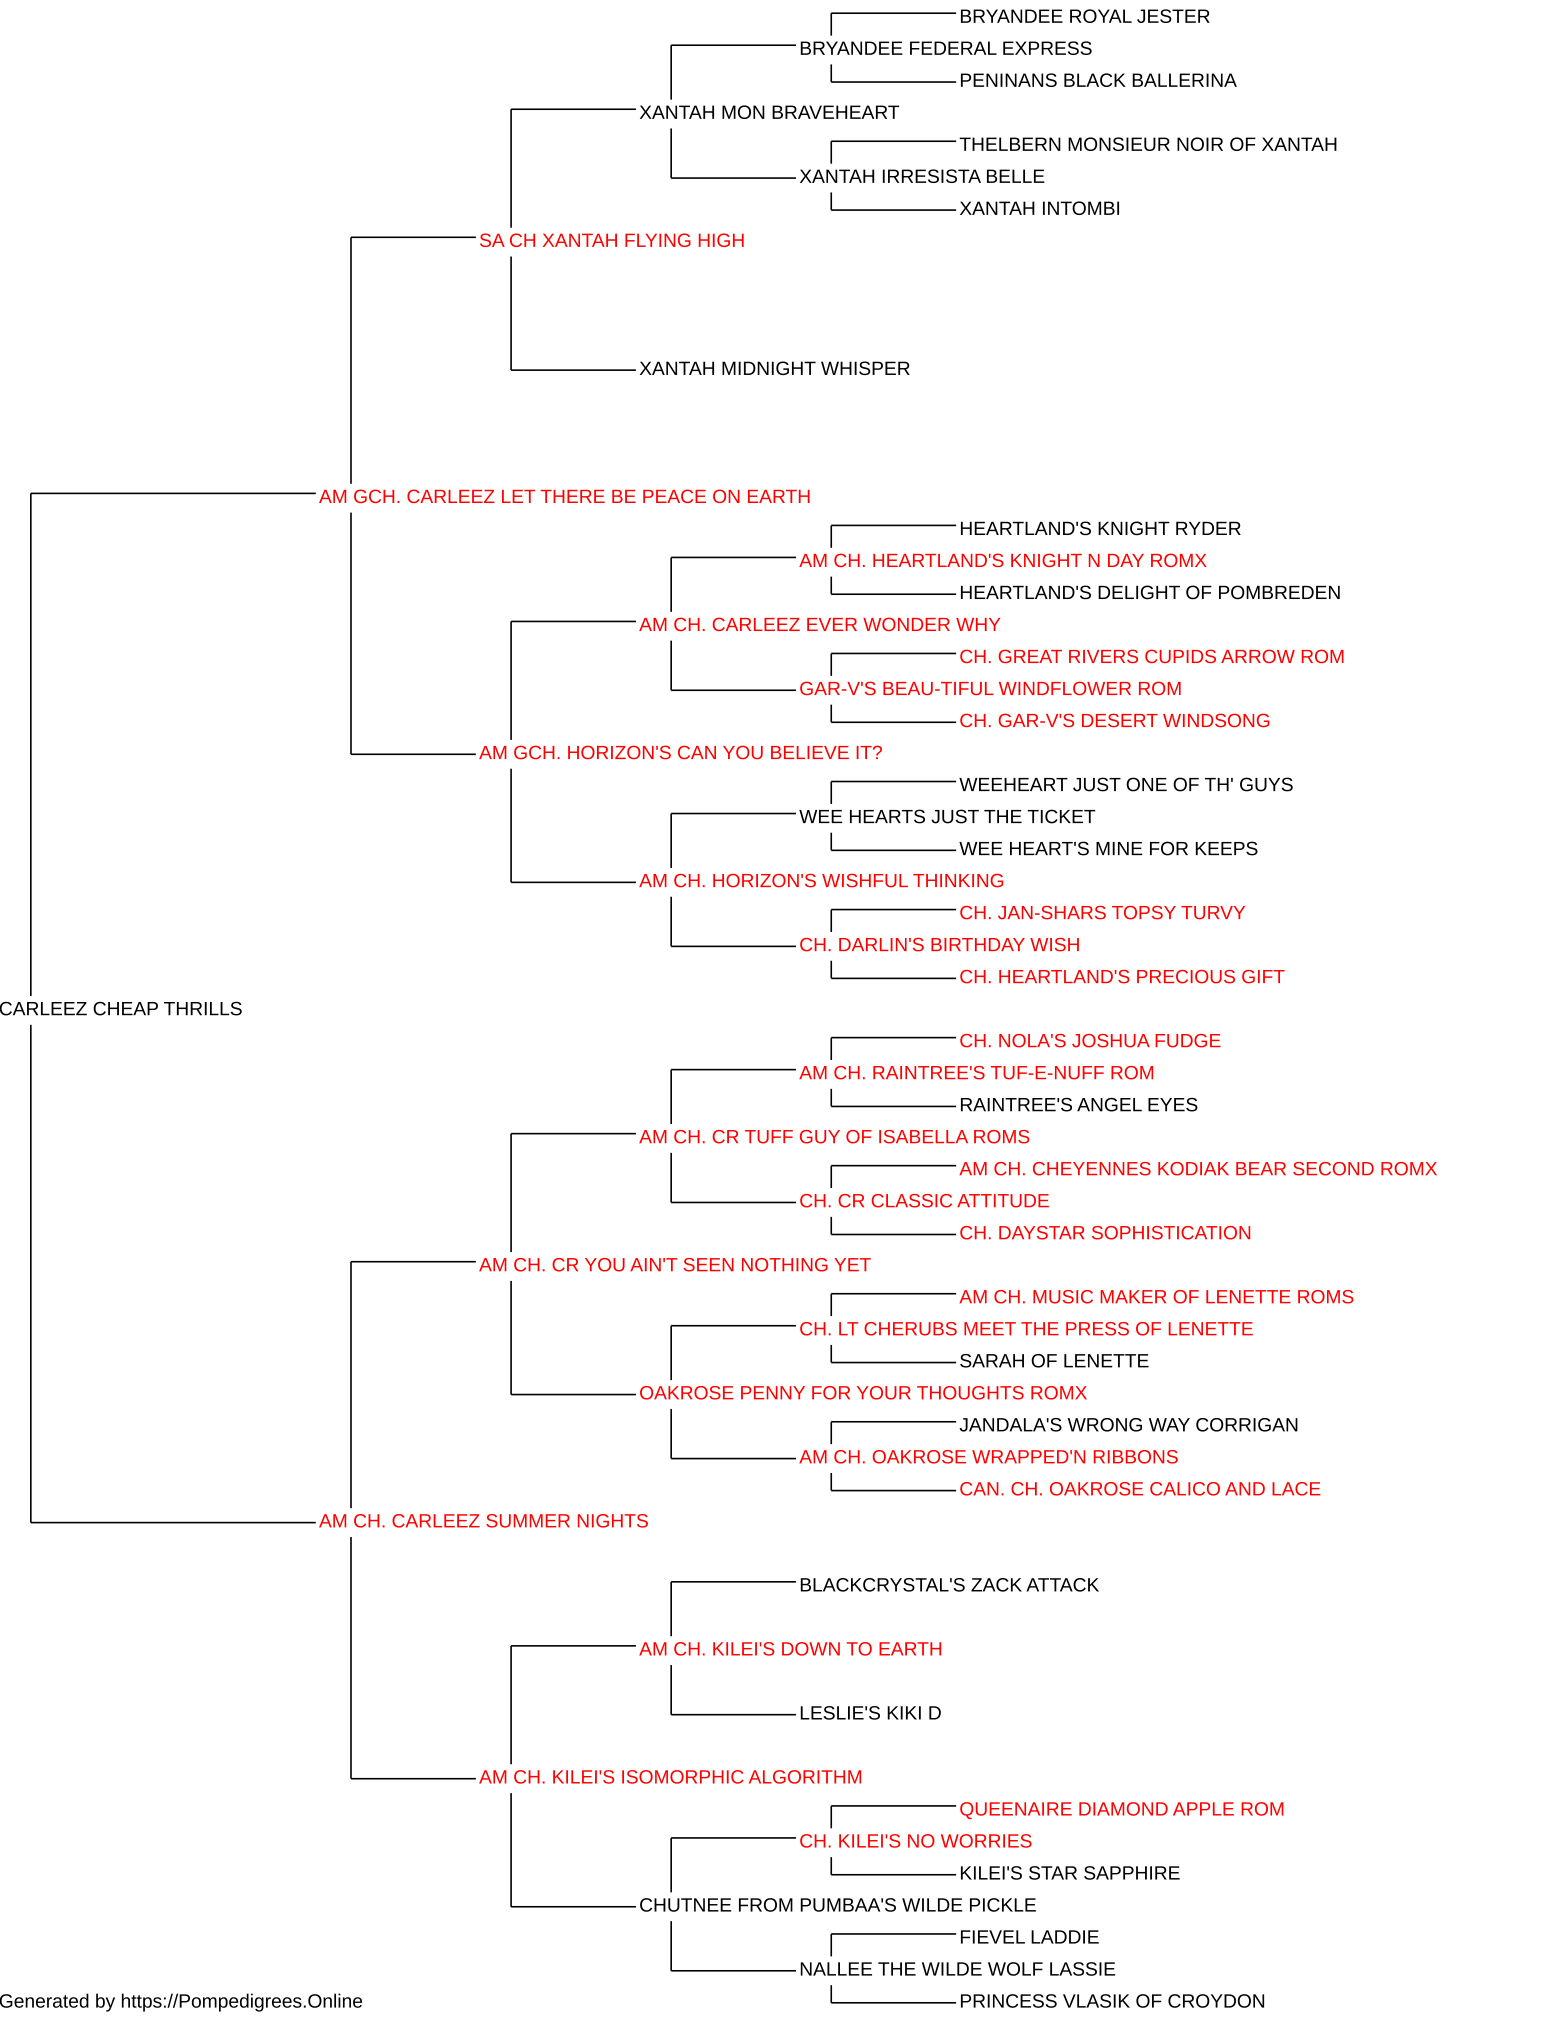 BRYANDEE ROYAL JESTER
BRYANDEE FEDERAL EXPRESS
PENINANS BLACK BALLERINA
XANTAH MON BRAVEHEART
THELBERN MONSIEUR NOIR OF XANTAH
XANTAH IRRESISTA BELLE
XANTAH INTOMBI
SA CH XANTAH FLYING HIGH
XANTAH MIDNIGHT WHISPER
AM GCH. CARLEEZ LET THERE BE PEACE ON EARTH
HEARTLAND'S KNIGHT RYDER
AM CH. HEARTLAND'S KNIGHT N DAY ROMX
HEARTLAND'S DELIGHT OF POMBREDEN
AM CH. CARLEEZ EVER WONDER WHY
CH. GREAT RIVERS CUPIDS ARROW ROM
GAR-V'S BEAU-TIFUL WINDFLOWER ROM
CH. GAR-V'S DESERT WINDSONG
AM GCH. HORIZON'S CAN YOU BELIEVE IT?
WEEHEART JUST ONE OF TH' GUYS
WEE HEARTS JUST THE TICKET
WEE HEART'S MINE FOR KEEPS
AM CH. HORIZON'S WISHFUL THINKING
CH. JAN-SHARS TOPSY TURVY
CH. DARLIN'S BIRTHDAY WISH
CH. HEARTLAND'S PRECIOUS GIFT
CARLEEZ CHEAP THRILLS
CH. NOLA'S JOSHUA FUDGE
AM CH. RAINTREE'S TUF-E-NUFF ROM
RAINTREE'S ANGEL EYES
AM CH. CR TUFF GUY OF ISABELLA ROMS
AM CH. CHEYENNES KODIAK BEAR SECOND ROMX
CH. CR CLASSIC ATTITUDE
CH. DAYSTAR SOPHISTICATION
AM CH. CR YOU AIN'T SEEN NOTHING YET
AM CH. MUSIC MAKER OF LENETTE ROMS
CH. LT CHERUBS MEET THE PRESS OF LENETTE
SARAH OF LENETTE
OAKROSE PENNY FOR YOUR THOUGHTS ROMX
JANDALA'S WRONG WAY CORRIGAN
AM CH. OAKROSE WRAPPED'N RIBBONS
CAN. CH. OAKROSE CALICO AND LACE
AM CH. CARLEEZ SUMMER NIGHTS
BLACKCRYSTAL'S ZACK ATTACK
AM CH. KILEI'S DOWN TO EARTH
LESLIE'S KIKI D
AM CH. KILEI'S ISOMORPHIC ALGORITHM
QUEENAIRE DIAMOND APPLE ROM
CH. KILEI'S NO WORRIES
KILEI'S STAR SAPPHIRE
CHUTNEE FROM PUMBAA'S WILDE PICKLE
FIEVEL LADDIE
NALLEE THE WILDE WOLF LASSIE
PRINCESS VLASIK OF CROYDON
Generated by https://Pompedigrees.Online